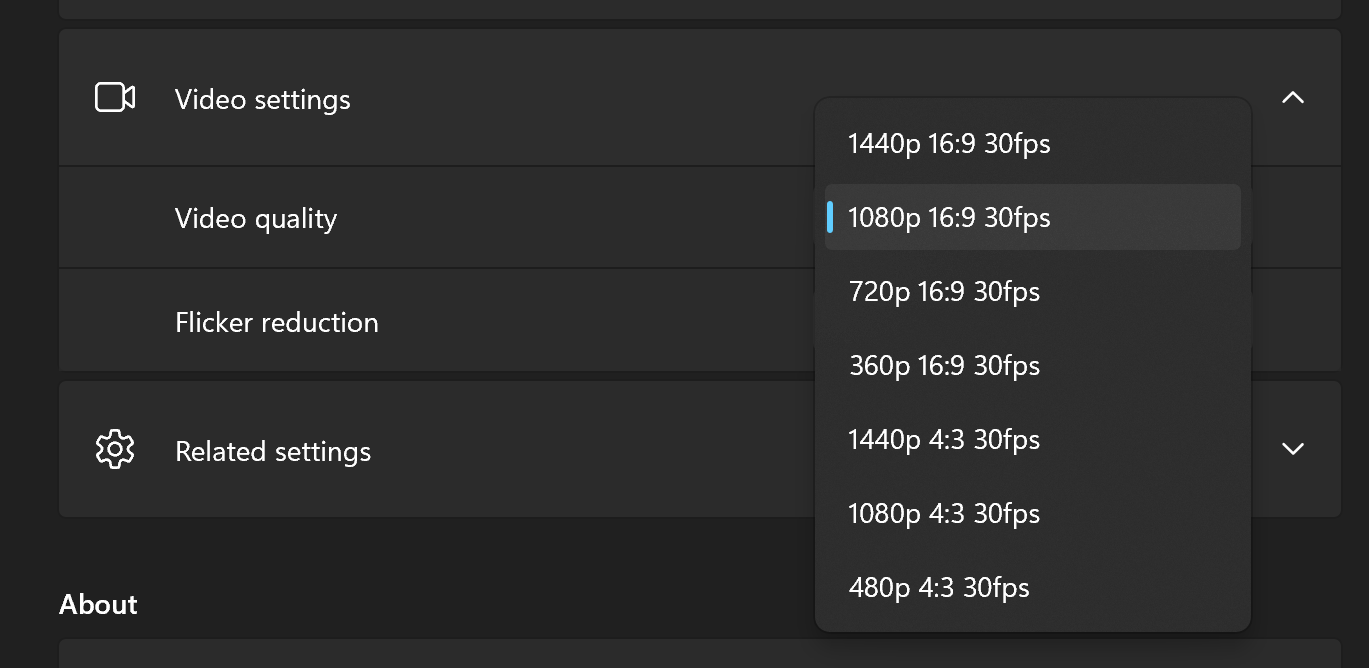 Video settings
Video quality
Flicker reduction
Related settings
About
1440p 16:9 30fps
1080p 16:9 30fps
720p 16:9 30fps
360p 16:9 30fps
1440p 4:3 30fps
1080p 4:3 30fps
480p 4:3 30fps